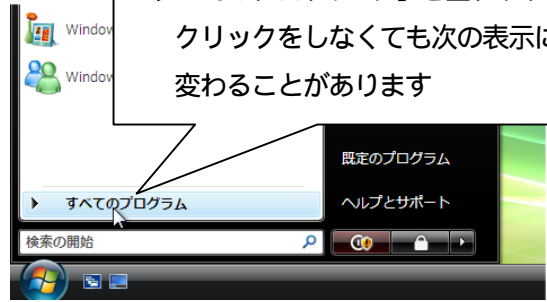 クリックをしなくても次の表示に
変わることがあります
Window
Window
既定のプログラム
すべてのプログラム
ヘルプとサポート
検索の開始